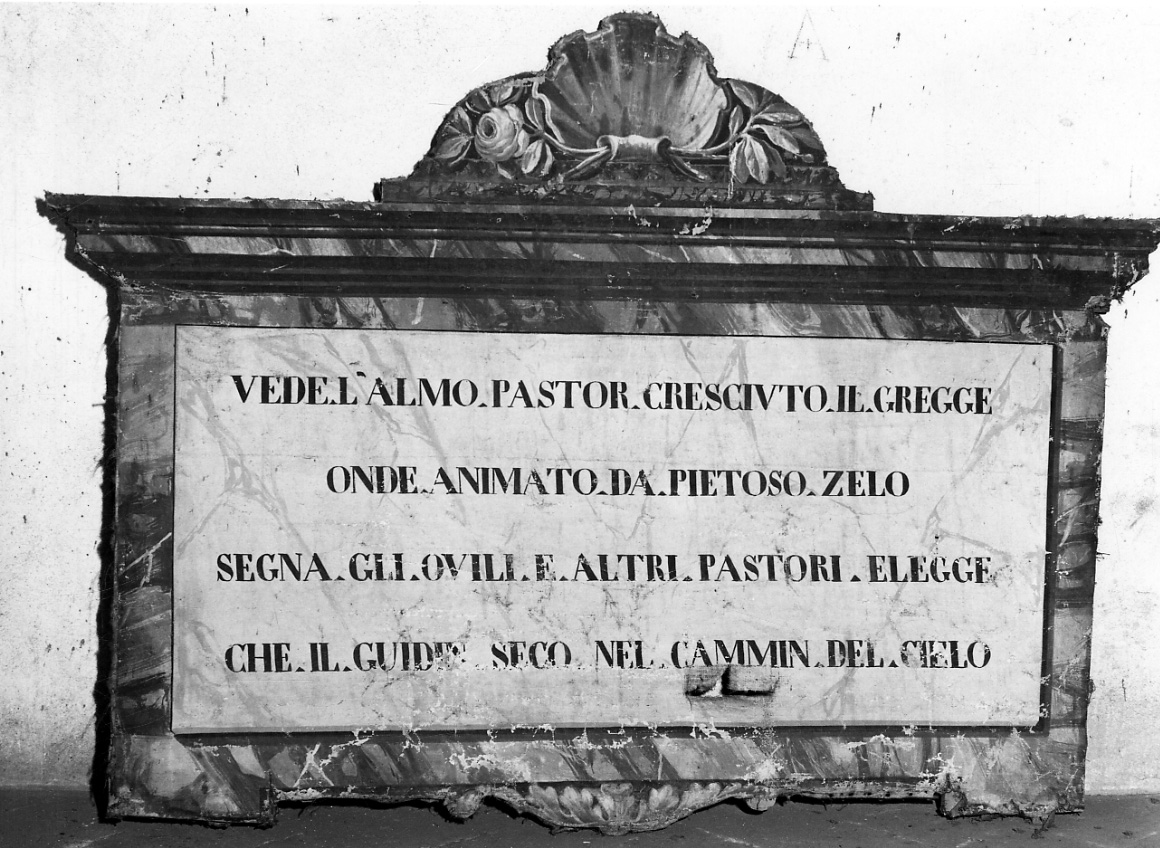 VEDE.L'ALMO.PASTOR.CRESCIVTO.IL.GREGGE
ONDE.ANIMATO.DA.PIETOSO.ZELO
SEGNA.GLI.OVILI.E.ALTRI.PASTORI.ELEGGE
CHE.IL.GUIDIN SECO.NEL.CAMMIN.DEL.CIELO